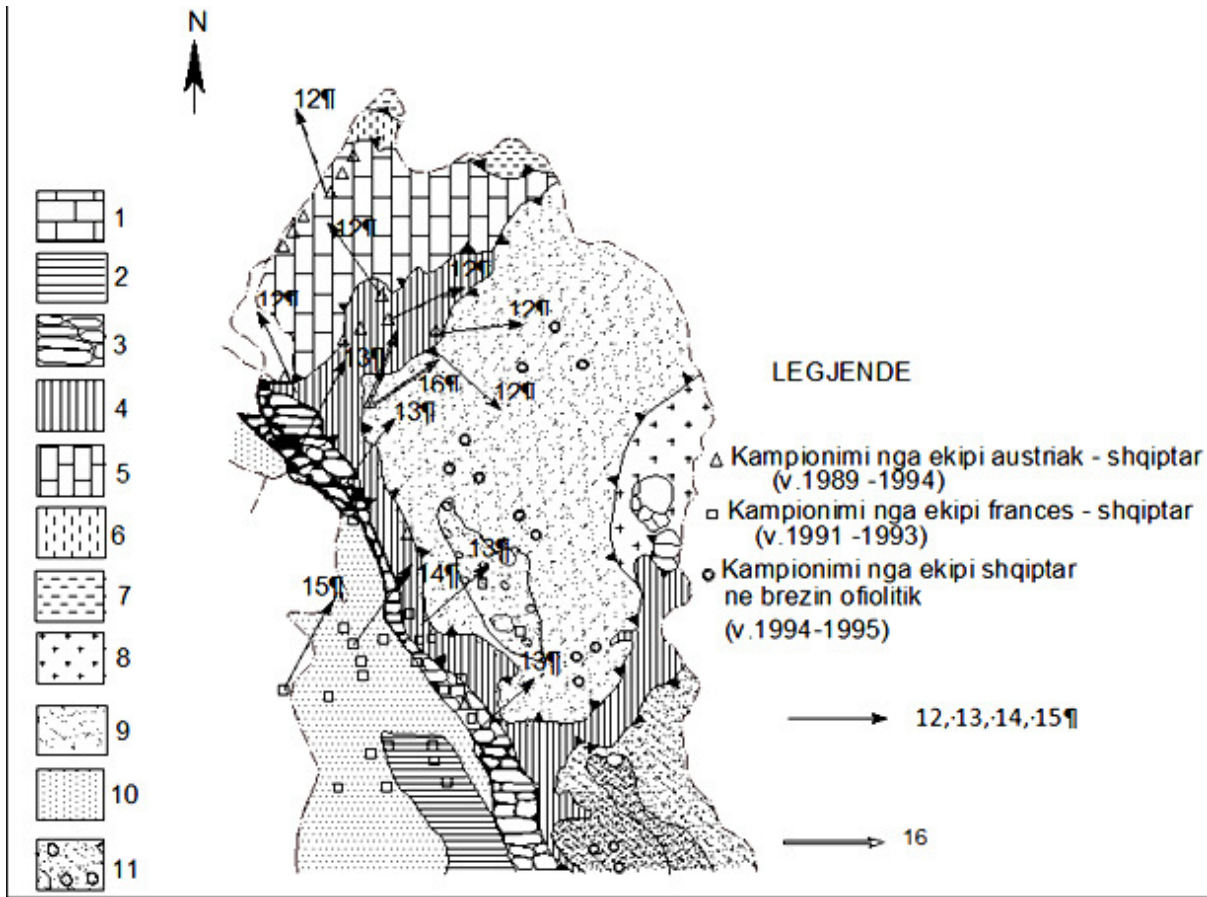 N
12¶
12¶
12¶
12¶
12¶
13¶
16¶
12¶
13¶
13¶
14¶
15¶
13¶
1
2
3
4
5
6
7
8
9
10
11
LEGJENDE
Kampionimi nga ekipi austriak - shqiptar
(v.1989 -1994)
Kampionimi nga ekipi frances - shqiptar
(v.1991 -1993)
Kampionimi nga ekipi shqiptar
ne brezin ofiolitik
(v.1994-1995)
12,·13,·14,·15¶
16